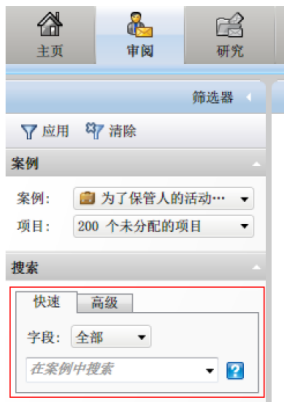 主页 审阅 研究
筛选器
应用 清除
案例
案例: 为了保管人的活动…
项目: 200 个未分配的项目
搜索
快速 高级
字段: 全部
在案例中搜索 ?